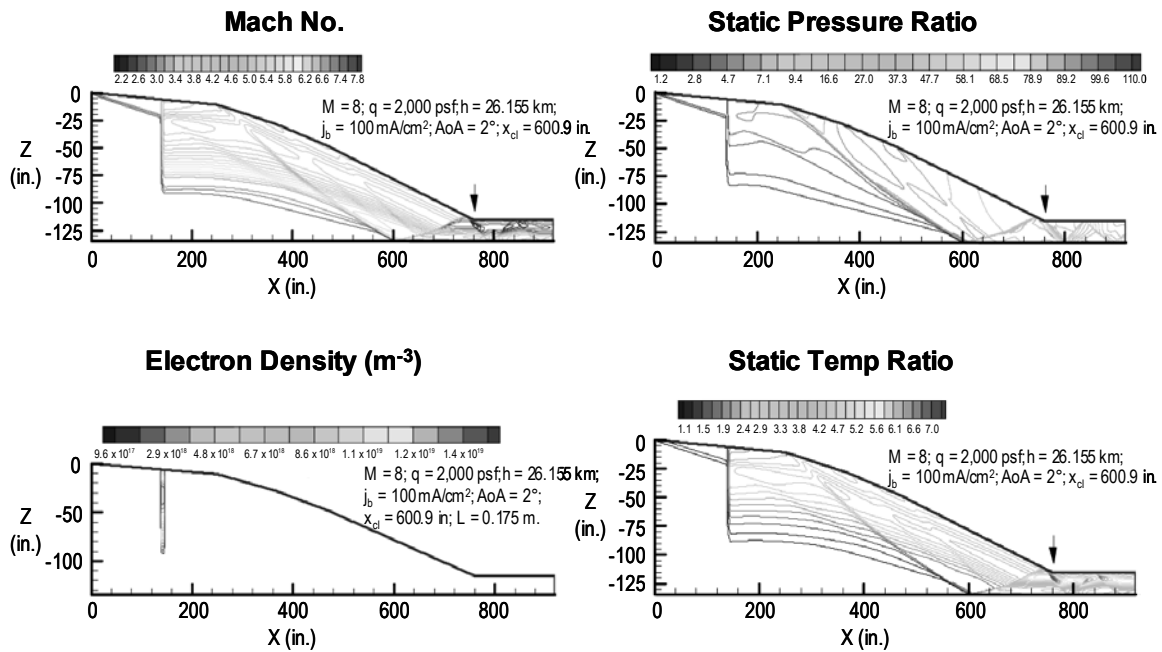 Mach No.
2.2 2.6 3.0 3.4 3.8 4.2 4.6 5.0 5.4 5.8 6.2 6.6 7.4 7.8
M = 8; q = 2,000 psf;h = 26.155 km;
j_b = 100 mA/cm²; AoA = 2°; x_cl = 600.9 in.
0
-25
-50
-75
-100
-125
Z
(in.)
0 200 400 600 800
X (in.)
Static Pressure Ratio
1.2 2.8 4.7 7.1 9.4 16.6 27.0 37.3 47.7 58.1 68.5 78.9 89.2 99.6 110.0
M = 8; q = 2,000 psf;h = 26.155 km;
j_b = 100 mA/cm²; AoA = 2°; x_cl = 600.9 in.
0
-25
-50
-75
-100
-125
Z
(in.)
0 200 400 600 800
X (in.)
Electron Density (m⁻³)
9.6 x 10¹⁷ 2.9 x 10¹⁸ 4.8 x 10¹⁸ 6.7 x 10¹⁸ 8.6 x 10¹⁸ 1.1 x 10¹⁹ 1.2 x 10¹⁹ 1.4 x 10¹⁹
M = 8; q = 2,000 psf;h = 26.155 km;
j_b = 100 mA/cm²; AoA = 2°;
x_cl = 600.9 in; L = 0.175 m.
0
-50
-100
Z
(in.)
0 200 400 600 800
X (in.)
Static Temp Ratio
1.1 1.5 1.9 2.4 2.9 3.3 3.8 4.2 4.7 5.2 5.6 6.1 6.6 7.0
M = 8; q = 2,000 psf;h = 26.155 km;
j_b = 100 mA/cm²; AoA = 2°; x_cl = 600.9 in.
0
-25
-50
-75
-100
-125
Z
(in.)
0 200 400 600 800
X (in.)